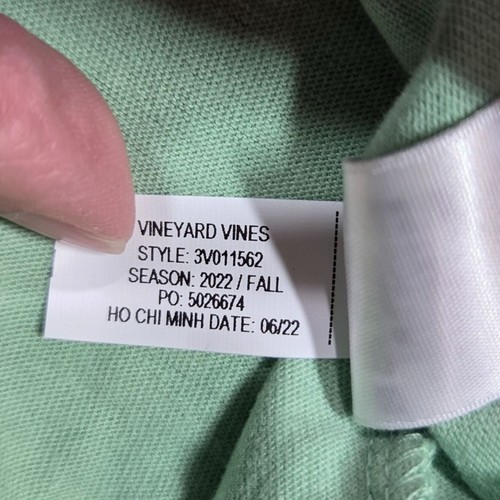 VINEYARD VINES
STYLE: 3V011562
SEASON: 2022 / FALL
PO: 5026674
HO CHI MINH DATE: 06/22